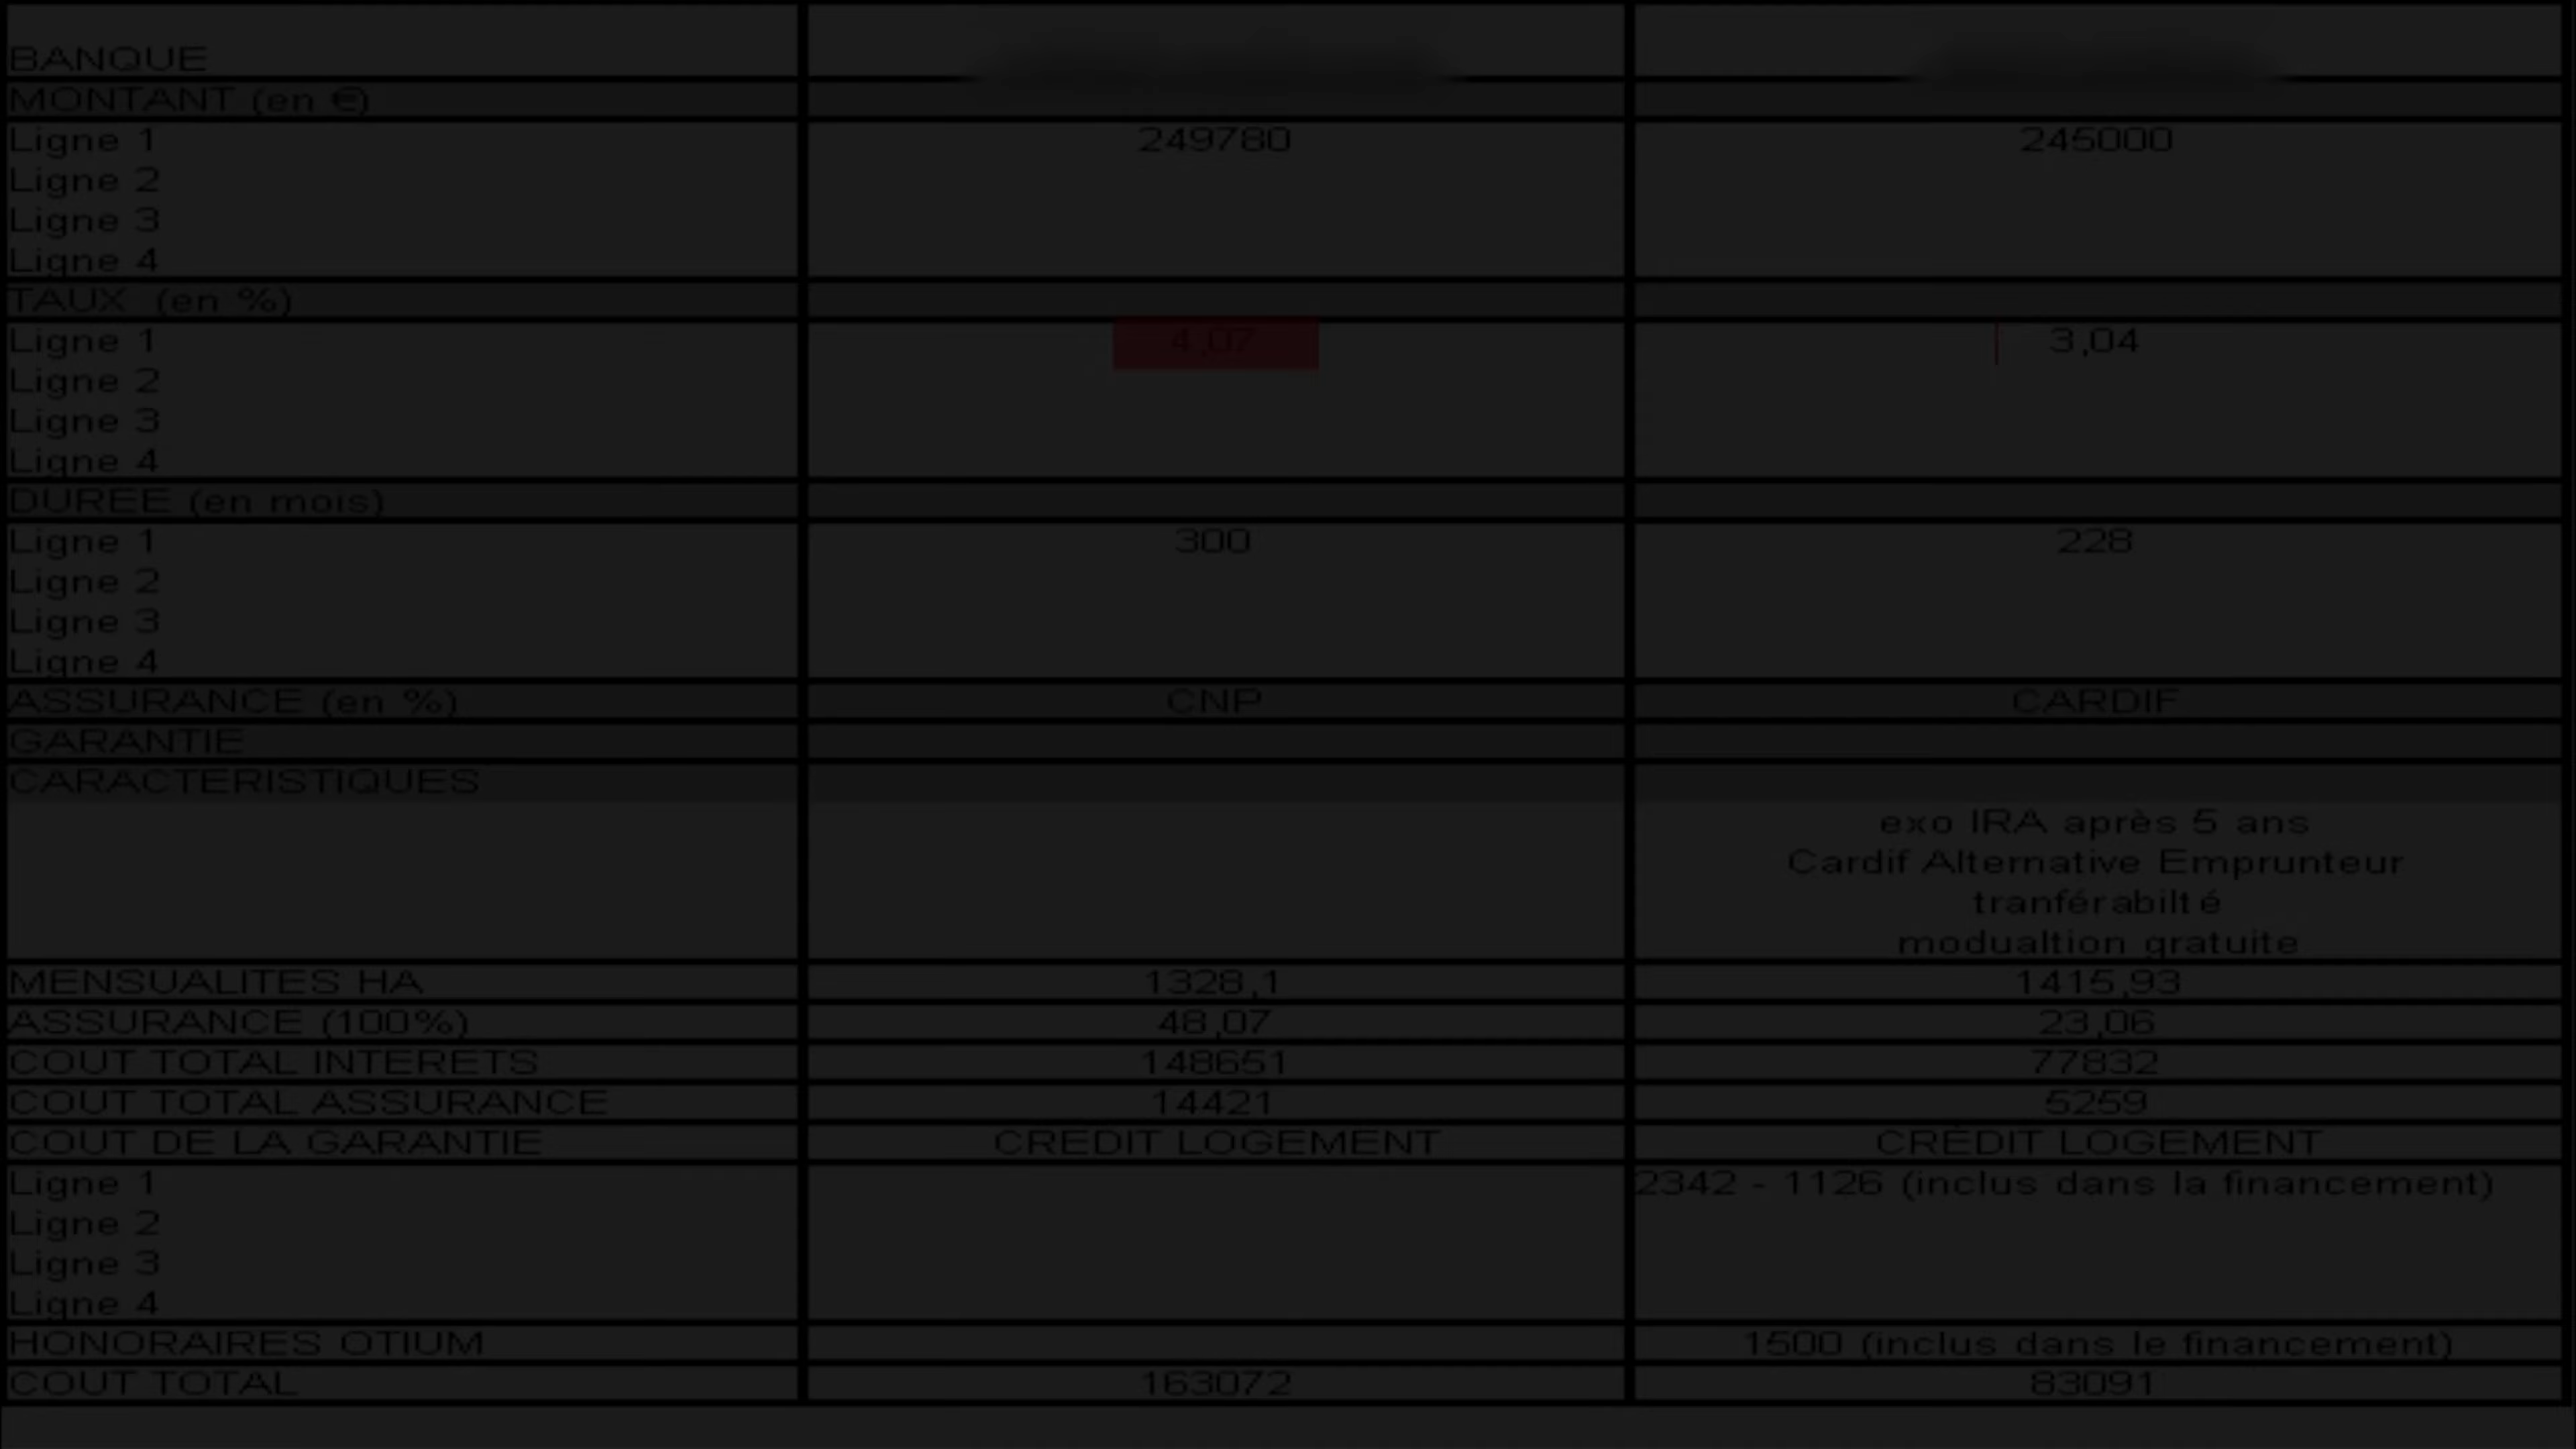 BANQUE
MONTANT (en €)
Ligne 1 249780 245000
Ligne 2
Ligne 3
Ligne 4
TAUX (en %)
Ligne 1 4,07 3,04
Ligne 2
Ligne 3
Ligne 4
DUREE (en mois)
Ligne 1 300 228
Ligne 2
Ligne 3
Ligne 4
ASSURANCE (en %) CNP CARDIF
GARANTIE
CARACTERISTIQUES
exo IRA après 5 ans
Cardif Alternative Emprunteur
tranférabilté
modualtion gratuite
MENSUALITES HA 1328,1 1415,93
ASSURANCE (100%) 48,07 23,06
COUT TOTAL INTERETS 148651 77832
COUT TOTAL ASSURANCE 14421 5259
COUT DE LA GARANTIE CREDIT LOGEMENT CREDIT LOGEMENT
Ligne 1 2342 - 1126 (inclus dans la financement)
Ligne 2
Ligne 3
Ligne 4
HONORAIRES OTIUM 1500 (inclus dans le financement)
COUT TOTAL 163072 83091